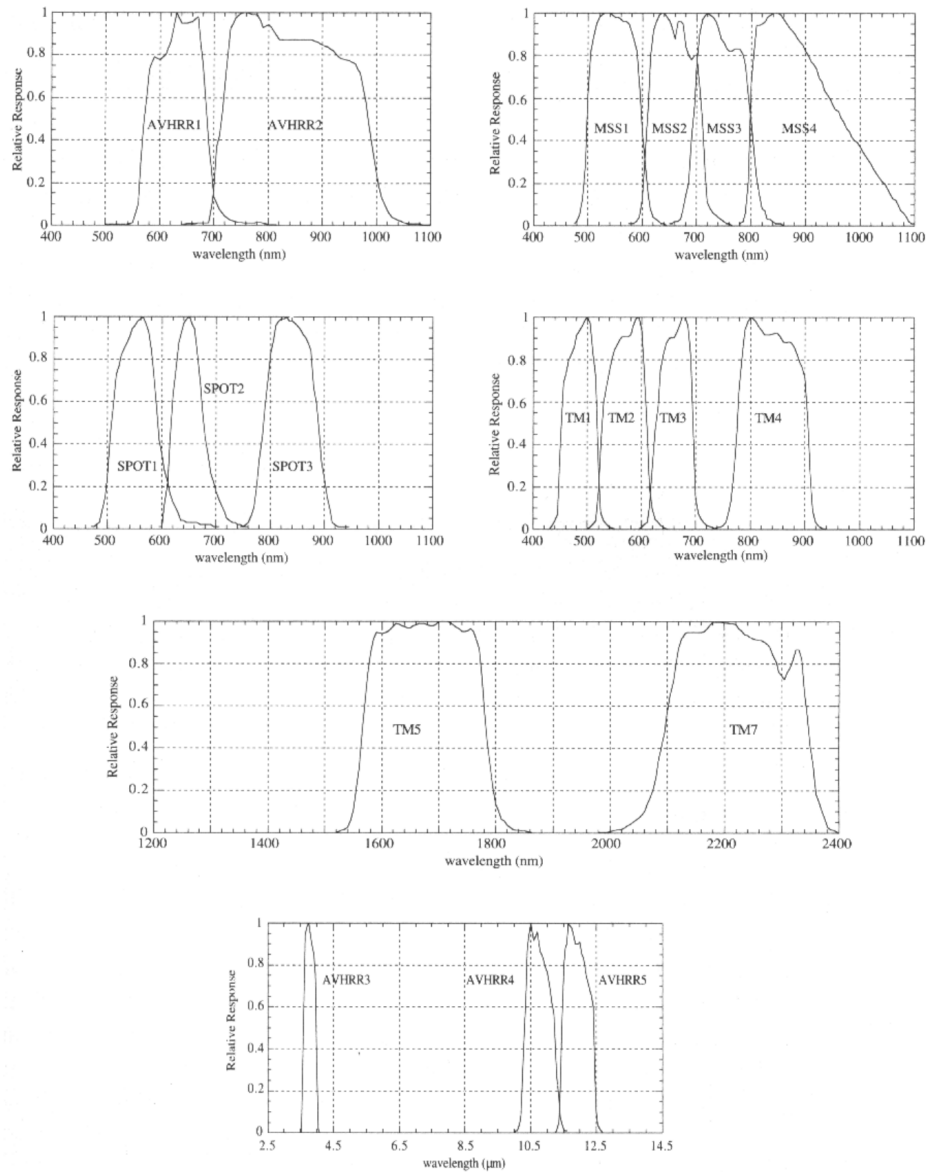 1
0.8
0.6
0.4
0.2
0
Relative Response
AVHRR1
AVHRR2
400 500 600 700 800 900 1000 1100
wavelength (nm)
1
0.8
0.6
0.4
0.2
0
Relative Response
MSS1 MSS2 MSS3 MSS4
400 500 600 700 800 900 1000 1100
wavelength (nm)
1
0.8
0.6
0.4
0.2
0
Relative Response
SPOT2
SPOT1
SPOT3
400 500 600 700 800 900 1000 1100
wavelength (nm)
1
0.8
0.6
0.4
0.2
0
Relative Response
TM1 TM2 TM3 TM4
400 500 600 700 800 900 1000 1100
wavelength (nm)
1
0.8
0.6
0.4
0.2
0
Relative Response
TM5
TM7
1200 1400 1600 1800 2000 2200 2400
wavelength (nm)
1
0.8
0.6
0.4
0.2
0
Relative Response
AVHRR3
AVHRR4
AVHRR5
2.5 4.5 6.5 8.5 10.5 12.5 14.5
wavelength (μm)